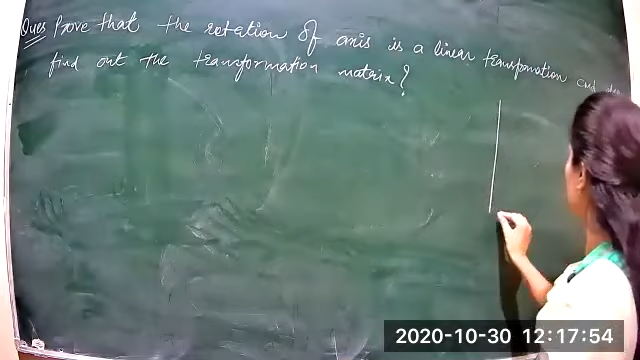 Ques Prove that the rotation of axis is a linear transformation and
find out the transformation matrix?
2020-10-30 12:17:54